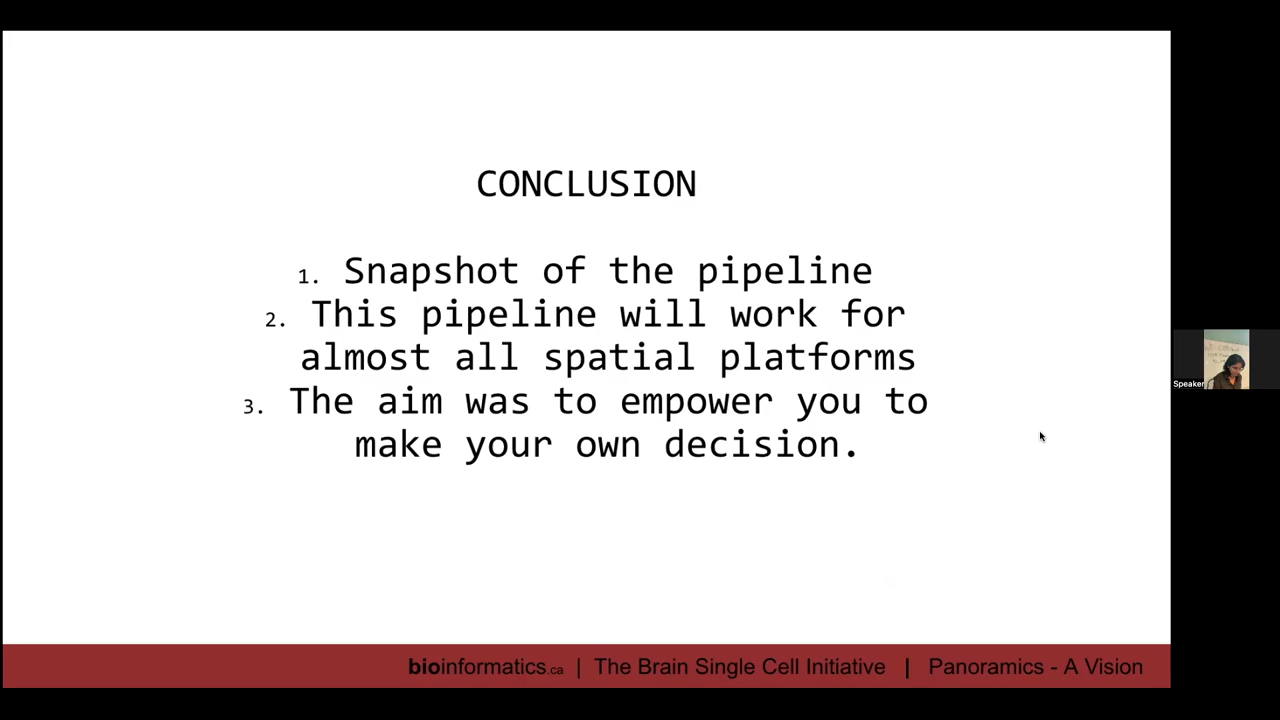 CONCLUSION
1. Snapshot of the pipeline
2. This pipeline will work for
almost all spatial platforms
3. The aim was to empower you to
make your own decision.
Speaker
bioinformatics.ca | The Brain Single Cell Initiative | Panoramics - A Vision